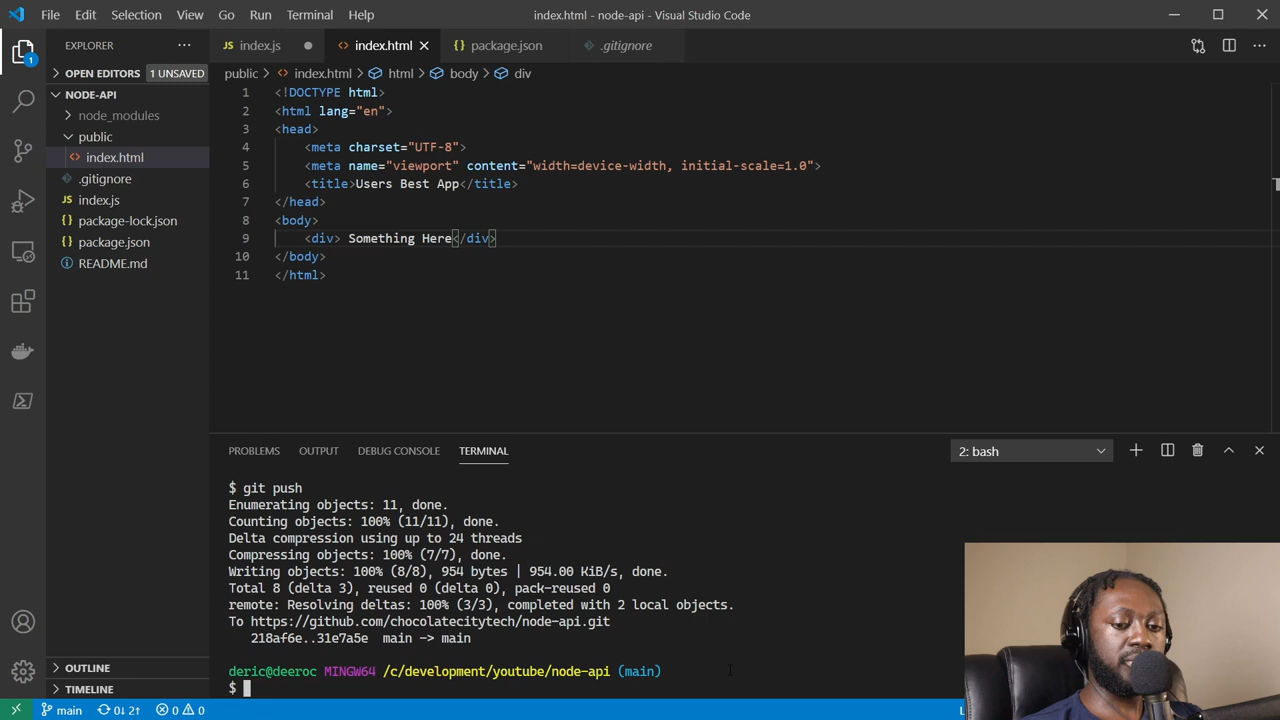 File Edit Selection View Go Run Terminal Help
index.html - node-api - Visual Studio Code
EXPLORER
index.js
index.html
package.json
.gitignore
OPEN EDITORS 1 UNSAVED
public > index.html > html > body > div
NODE-API
node_modules
public
index.html
.gitignore
index.js
package-lock.json
package.json
README.md
OUTLINE
TIMELINE
1
1 <!DOCTYPE html>
2 <html lang="en">
3 <head>
4 <meta charset="UTF-8">
5 <meta name="viewport" content="width=device-width, initial-scale=1.0">
6 <title>Users Best App</title>
7 </head>
8 <body>
9 <div> Something Here</div>
10 </body>
11 </html>
PROBLEMS OUTPUT DEBUG CONSOLE TERMINAL
2: bash
$ git push
Enumerating objects: 11, done.
Counting objects: 100% (11/11), done.
Delta compression using up to 24 threads
Compressing objects: 100% (7/7), done.
Writing objects: 100% (8/8), 954 bytes | 954.00 KiB/s, done.
Total 8 (delta 3), reused 0 (delta 0), pack-reused 0
remote: Resolving deltas: 100% (3/3), completed with 2 local objects.
To https://github.com/chocolatecitytech/node-api.git
218af6e..31e7a5e main -> main
deric@deeroc MINGW64 /c/development/youtube/node-api (main)
$
main 0↓ 2↑ 0 0